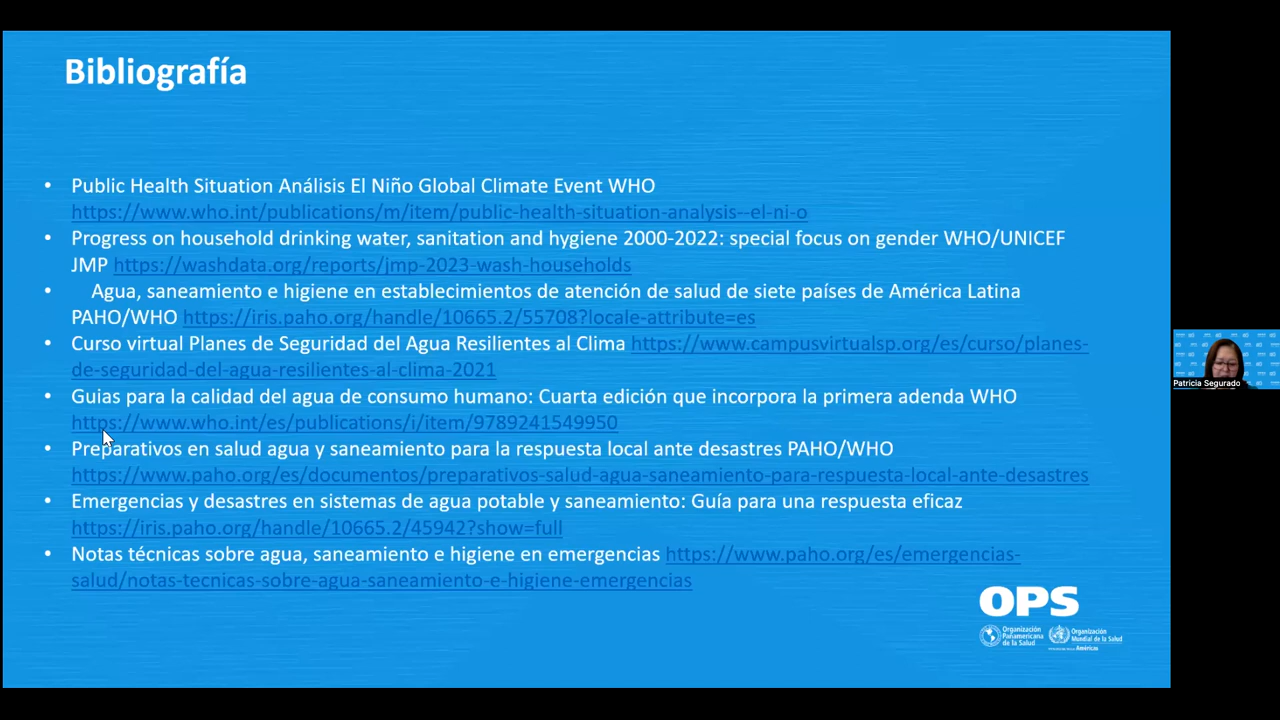 Bibliografía
• Public Health Situation Análisis El Niño Global Climate Event WHO
https://www.who.int/publications/m/item/public-health-situation-analysis--el-ni-o
• Progress on household drinking water, sanitation and hygiene 2000-2022: special focus on gender WHO/UNICEF
JMP https://washdata.org/reports/jmp-2023-wash-households
• Agua, saneamiento e higiene en establecimientos de atención de salud de siete países de América Latina
PAHO/WHO https://iris.paho.org/handle/10665.2/55708?locale-attribute=es
• Curso virtual Planes de Seguridad del Agua Resilientes al Clima https://www.campusvirtualsp.org/es/curso/planes-
de-seguridad-del-agua-resilientes-al-clima-2021
• Guias para la calidad del agua de consumo humano: Cuarta edición que incorpora la primera adenda WHO
https://www.who.int/es/publications/i/item/9789241549950
• Preparativos en salud agua y saneamiento para la respuesta local ante desastres PAHO/WHO
https://www.paho.org/es/documentos/preparativos-salud-agua-saneamiento-para-respuesta-local-ante-desastres
• Emergencias y desastres en sistemas de agua potable y saneamiento: Guía para una respuesta eficaz
https://iris.paho.org/handle/10665.2/45942?show=full
• Notas técnicas sobre agua, saneamiento e higiene en emergencias https://www.paho.org/es/emergencias-
salud/notas-tecnicas-sobre-agua-saneamiento-e-higiene-emergencias
OPS
Organización
Panamericana
de la Salud
Organización
Mundial de la Salud
Américas
Patricia Segurado